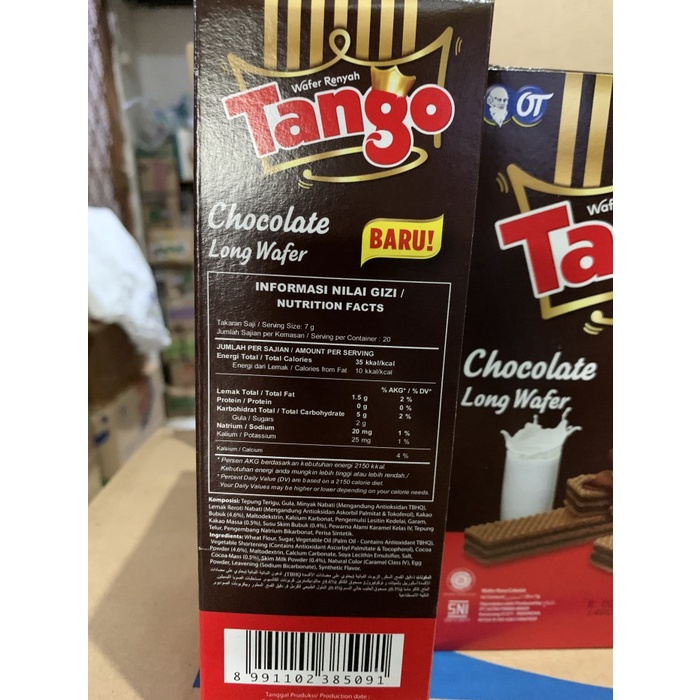 Wafer Renyah
Tango
Chocolate
Long Wafer
BARU!
INFORMASI NILAI GIZI /
NUTRITION FACTS
Takaran Saji / Serving Size: 7 g
Jumlah Sajian per Kemasan / Serving per Container : 20
JUMLAH PER SAJIAN / AMOUNT PER SERVING
Energi Total / Total Calories 35 kkal/kcal
Energi dari Lemak / Calories from Fat 10 kkal/kcal
% AKG* / % DV*
Lemak Total / Total Fat 1.5 g 2 %
Protein / Protein 0 g 0 %
Karbohidrat Total / Total Carbohydrate 5 g 2 %
Gula / Sugars 2 g
Natrium / Sodium 20 mg 1 %
Kalium / Potassium 25 mg 1 %
Kalsium / Calcium 4 %
* Persen AKG berdasarkan kebutuhan energi 2150 kkal.
Kebutuhan energi anda mungkin lebih tinggi atau lebih rendah./
* Percent Daily Value (DV) are based on a 2150 calorie diet.
Your Daily Values may be higher or lower depending on your calorie needs.
Komposisi: Tepung Terigu, Gula, Minyak Nabati (Mengandung Antioksidan TBHQ),
Lemak Reroti Nabati (Mengandung Antioksidan Askorbil Palmitat & Tokoferol), Kakao
Bubuk (4.6%), Maltodekstrin, Kalsium Karbonat, Pengemulsi Lesitin Kedelai, Garam,
Kakao Massa (0.5%), Susu Skim Bubuk (0.4%), Pewarna Alami Karamel Kelas IV, Tepung
Telur, Pengembang Natrium Bikarbonat, Perisa Sintetik.
Ingredients: Wheat Flour, Sugar, Vegetable Oil (Palm Oil - Contains Antioxidant TBHQ),
Vegetable Shortening (Contains Antioxidant Ascorbyl Palmitate & Tocopherol), Cocoa
Powder (4.6%), Maltodextrin, Calcium Carbonate, Soy Lecithin Emulsifier, Salt,
Cocoa Mass (0.5%), Skim Milk Powder (0.4%), Natural Color (Caramel Class IV), Egg
Powder, Leavening (Sodium Bicarbonate), Synthetic Flavor.
8 991102 385091
Tanggal Produksi/ Production date :
OT
Waf
Ta
Chocolate
Long Wafer
SNI